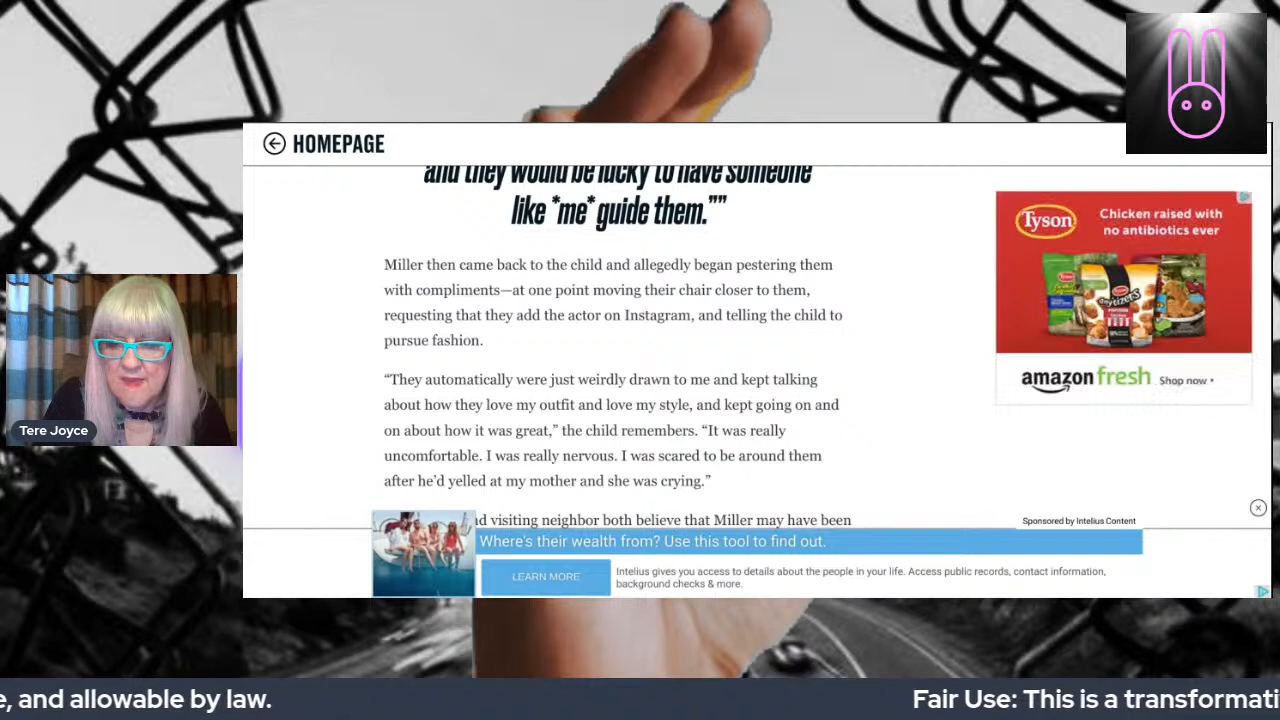 HOMEPAGE
and they would be lucky to have someone
like *me* guide them.””
Miller then came back to the child and allegedly began pestering them
with compliments—at one point moving their chair closer to them,
requesting that they add the actor on Instagram, and telling the child to
pursue fashion.
“They automatically were just weirdly drawn to me and kept talking
about how they love my outfit and love my style, and kept going on and
on about how it was great,” the child remembers. “It was really
uncomfortable. I was really nervous. I was scared to be around them
after he’d yelled at my mother and she was crying.”
visiting neighbor both believe that Miller may have been
Tyson
Chicken raised with
no antibiotics ever
amazon fresh Shop now
Tere Joyce
Sponsored by Intelius Content
Where's their wealth from? Use this tool to find out.
LEARN MORE
Intelius gives you access to details about the people in your life. Access public records, contact information,
background checks & more.
e, and allowable by law.
Fair Use: This is a transformati